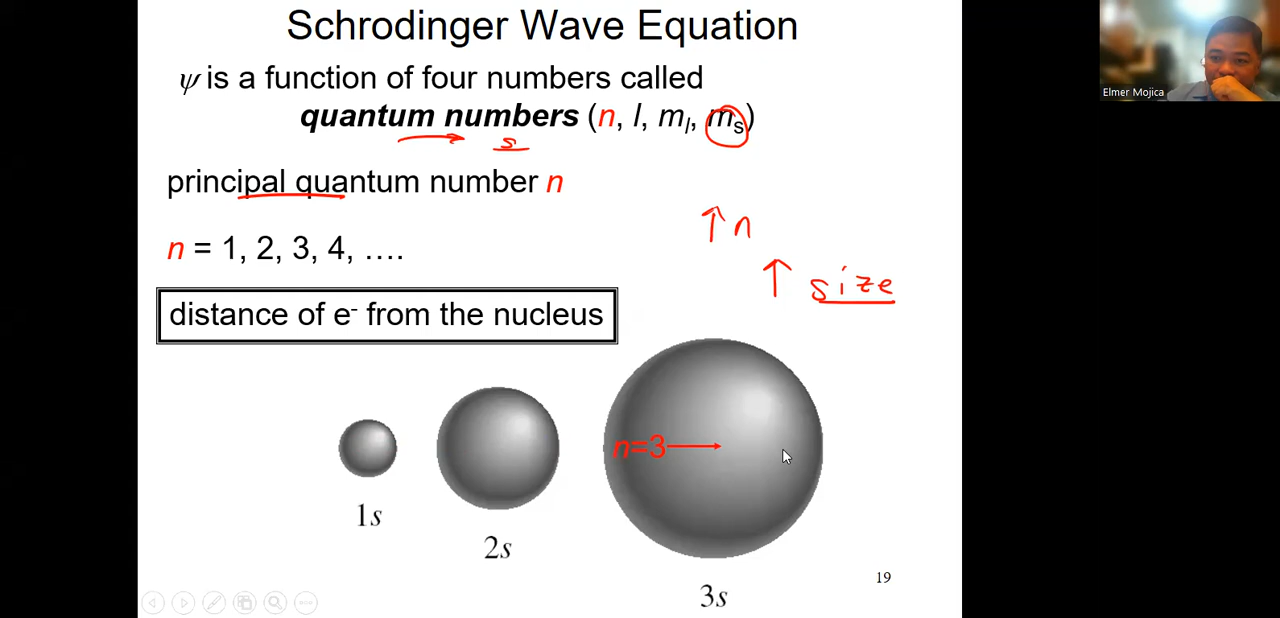 Schrodinger Wave Equation
Elmer Mojica
ψ is a function of four numbers called
quantum numbers (n, l, mₗ, mₛ)
s
principal quantum number n
↑ n
n = 1, 2, 3, 4, ….
↑ size
distance of e⁻ from the nucleus
n=3
1s
2s
3s
19